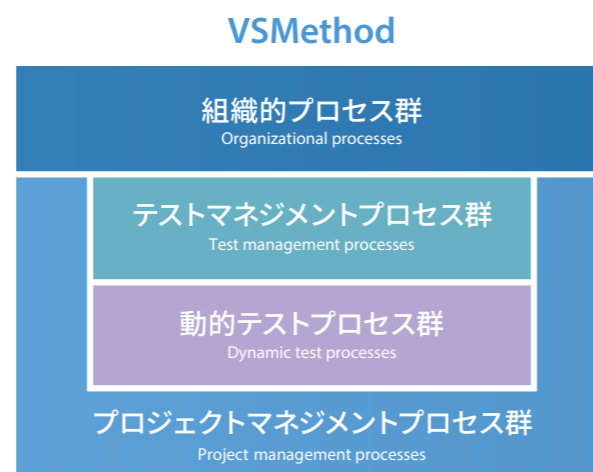 VSMethod
組織的プロセス群
Organizational processes
テストマネジメントプロセス群
Test management processes
動的テストプロセス群
Dynamic test processes
プロジェクトマネジメントプロセス群
Project management processes